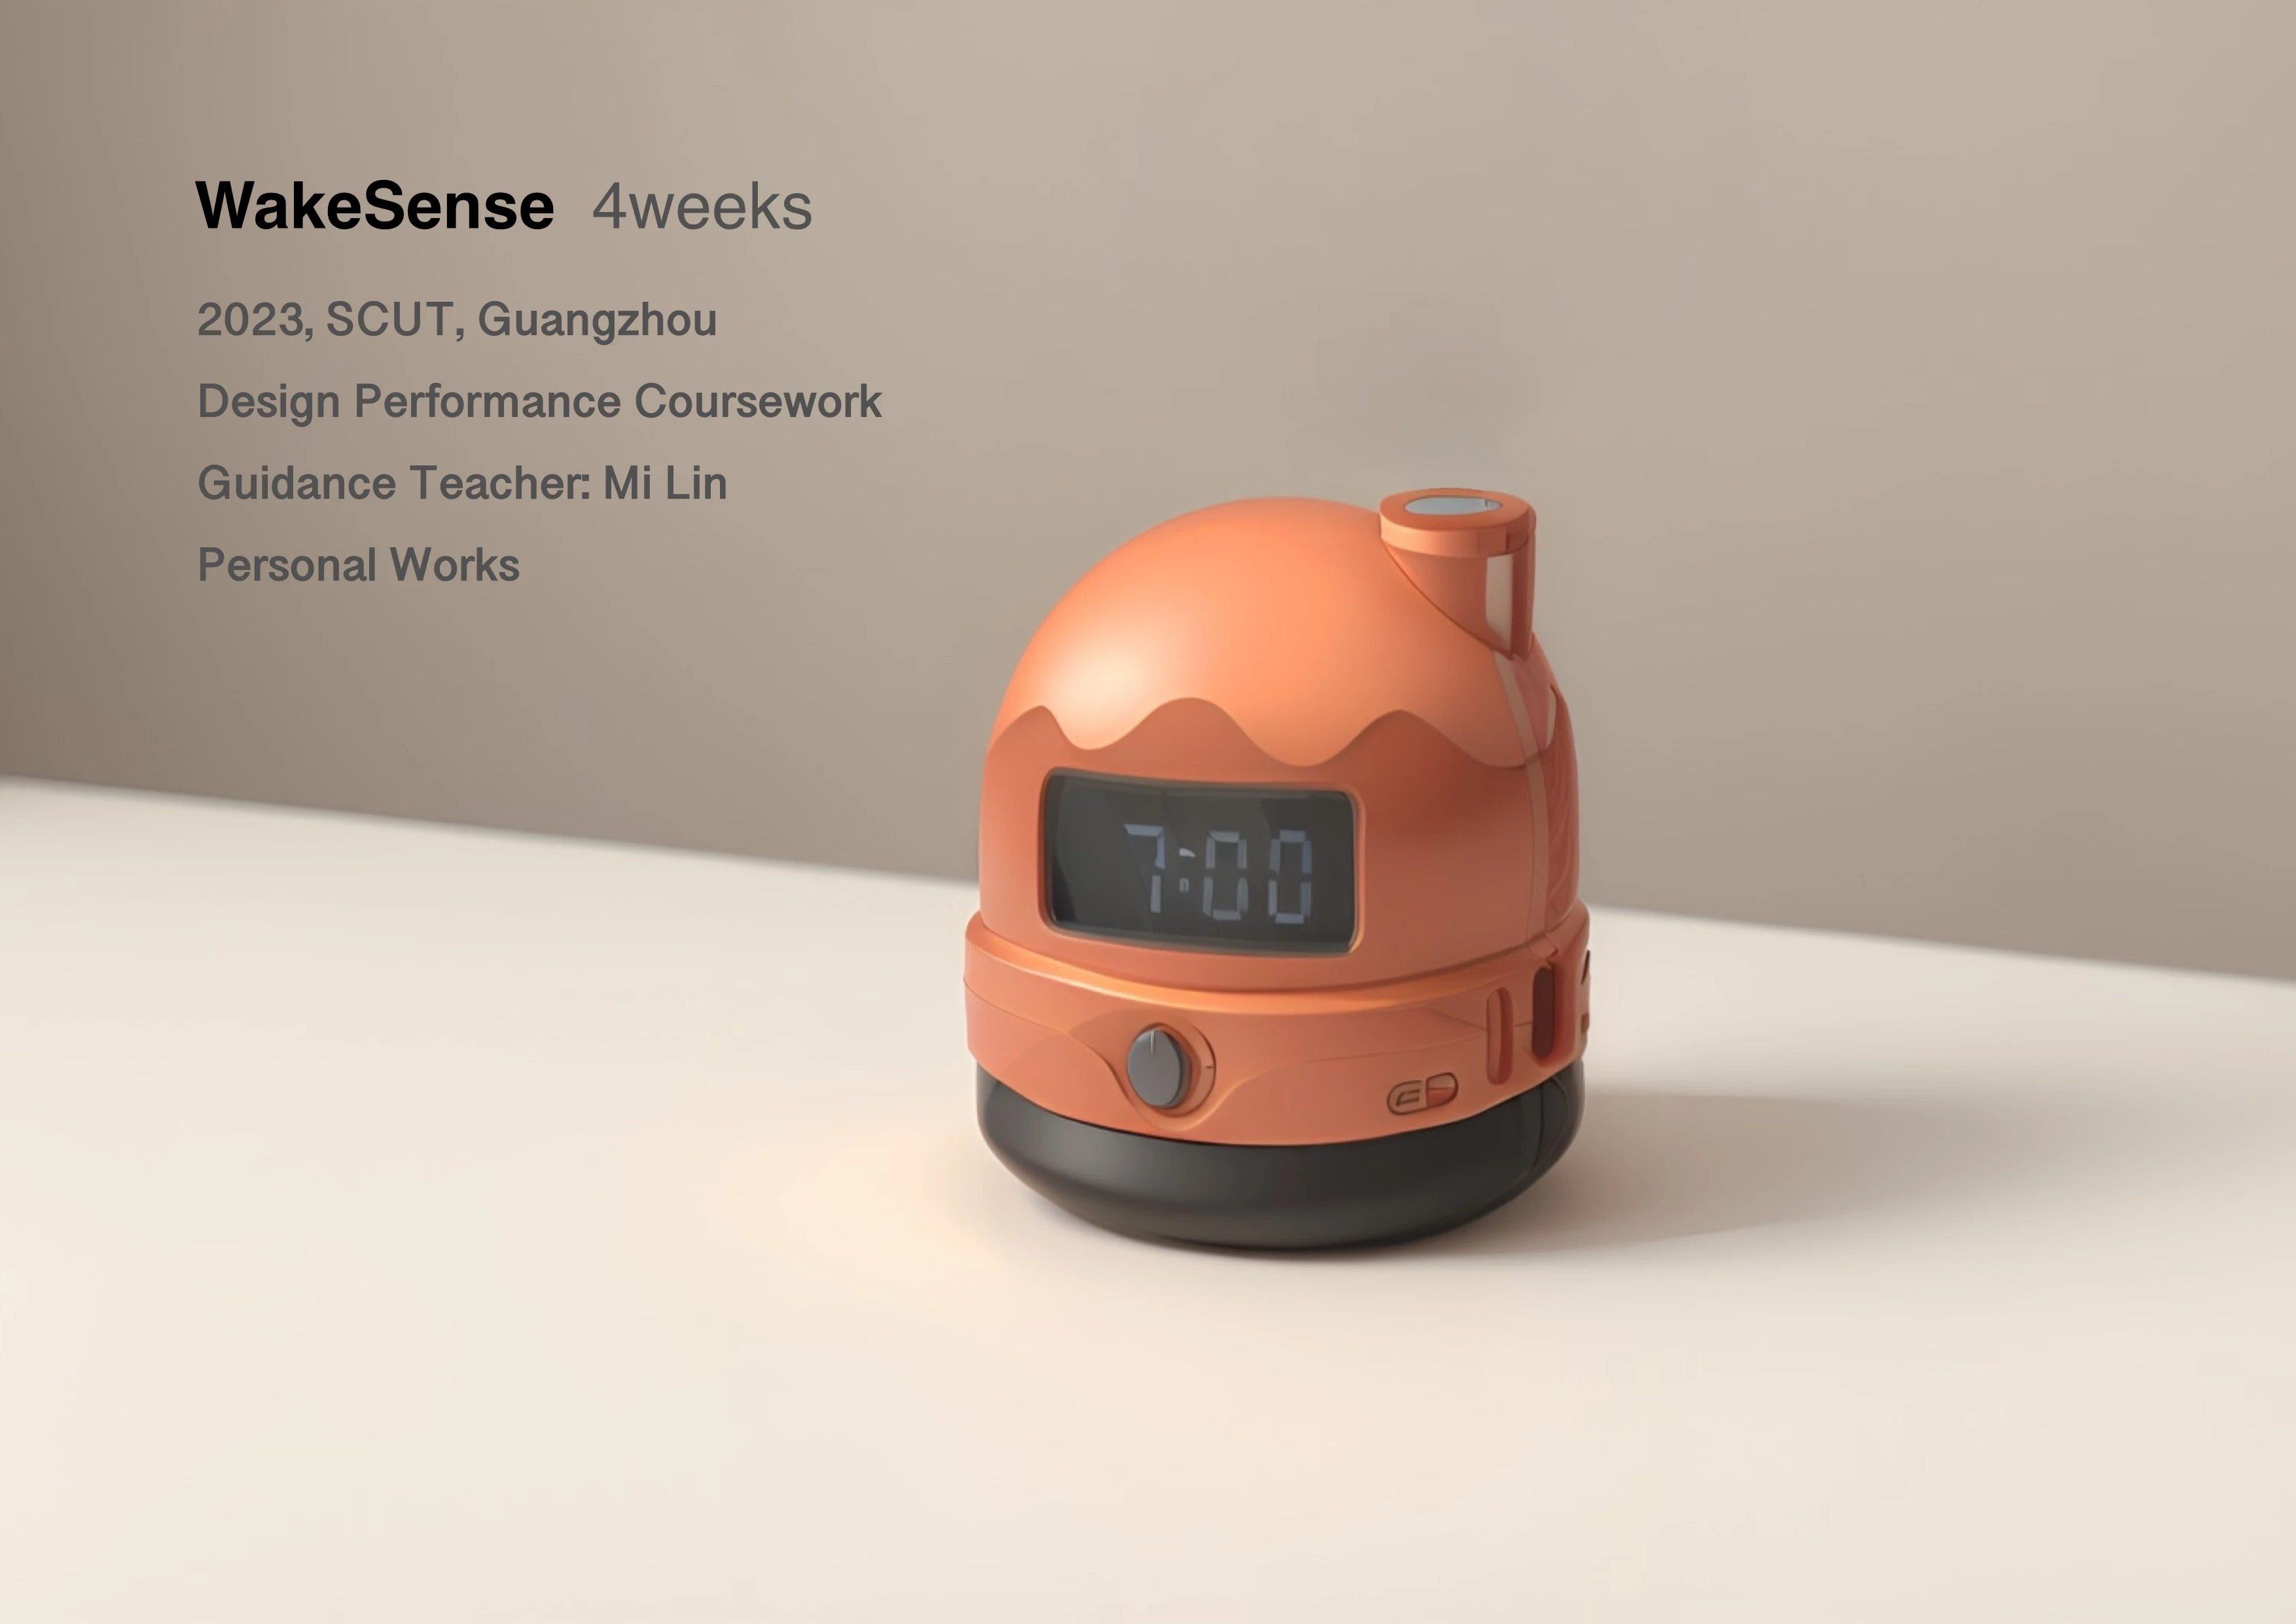 WakeSense 4weeks
2023, SCUT, Guangzhou
Design Performance Coursework
Guidance Teacher: Mi Lin
Personal Works
7:00